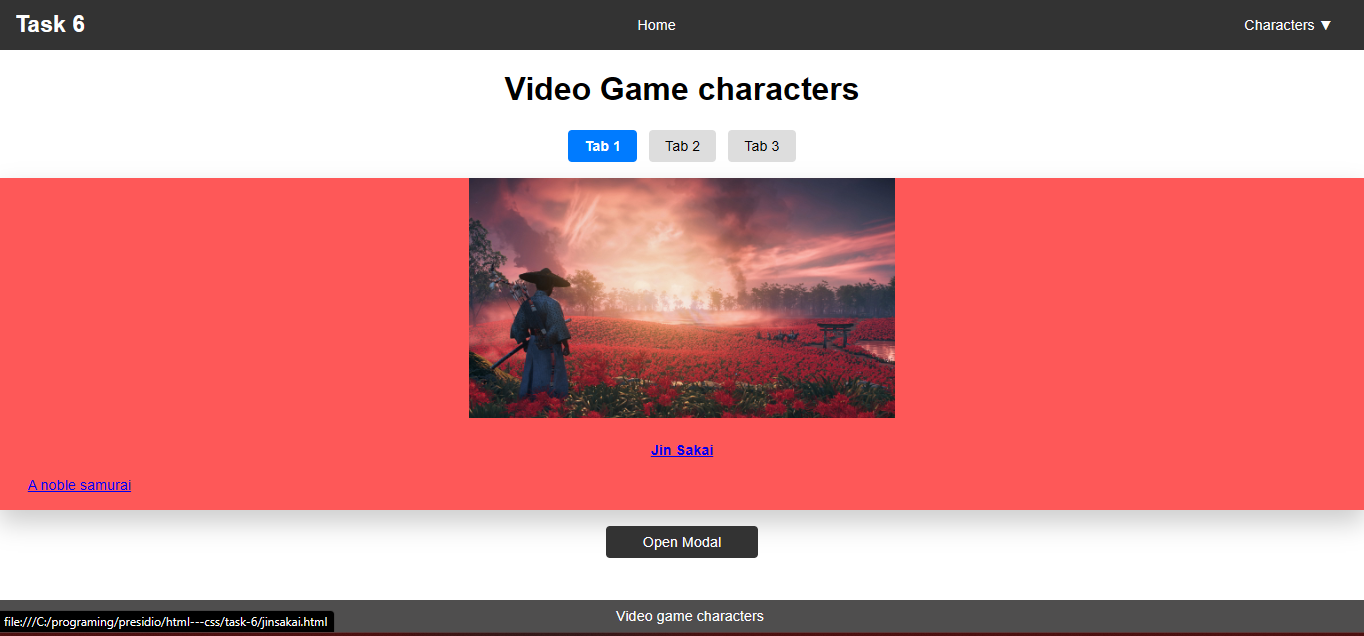 Task 6 Home Characters ▼
Video Game characters
Tab 1 Tab 2 Tab 3
Jin Sakai
A noble samurai
Open Modal
Video game characters
file:///C:/programing/presidio/html---css/task-6/jinsakai.html